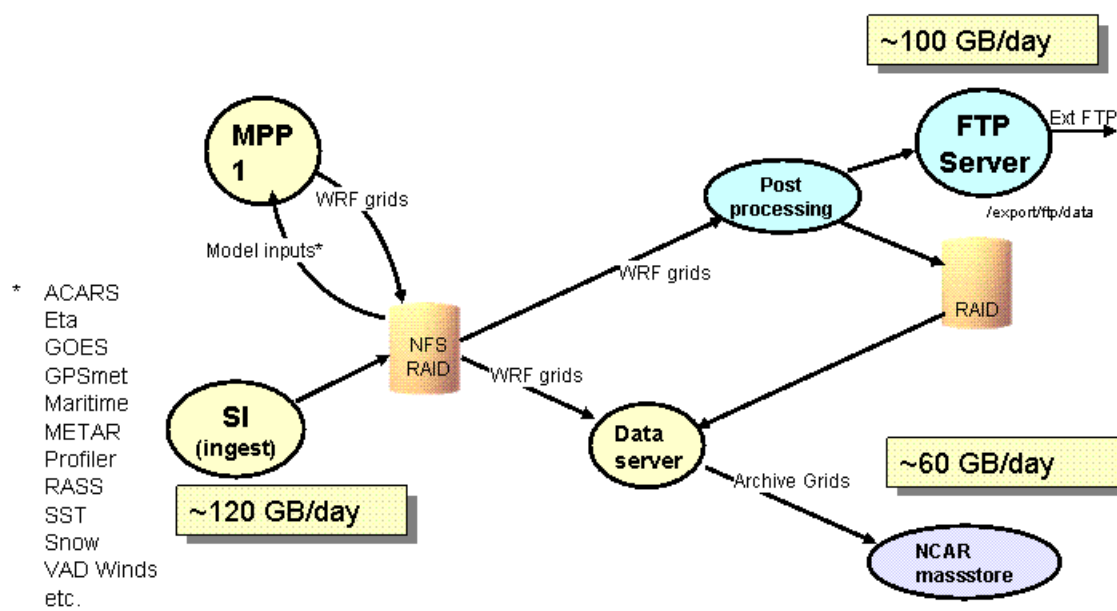 ~100 GB/day
MPP
1
FTP
Server
Ext FTP
WRF grids
Post
processing
/export/ftp/data
Model inputs*
WRF grids
* ACARS
Eta
GOES
GPSmet
Maritime
METAR
Profiler
RASS
SST
Snow
VAD Winds
etc.
NFS
RAID
RAID
WRF grids
SI
(ingest)
Data
server
~60 GB/day
Archive Grids
~120 GB/day
NCAR
massstore